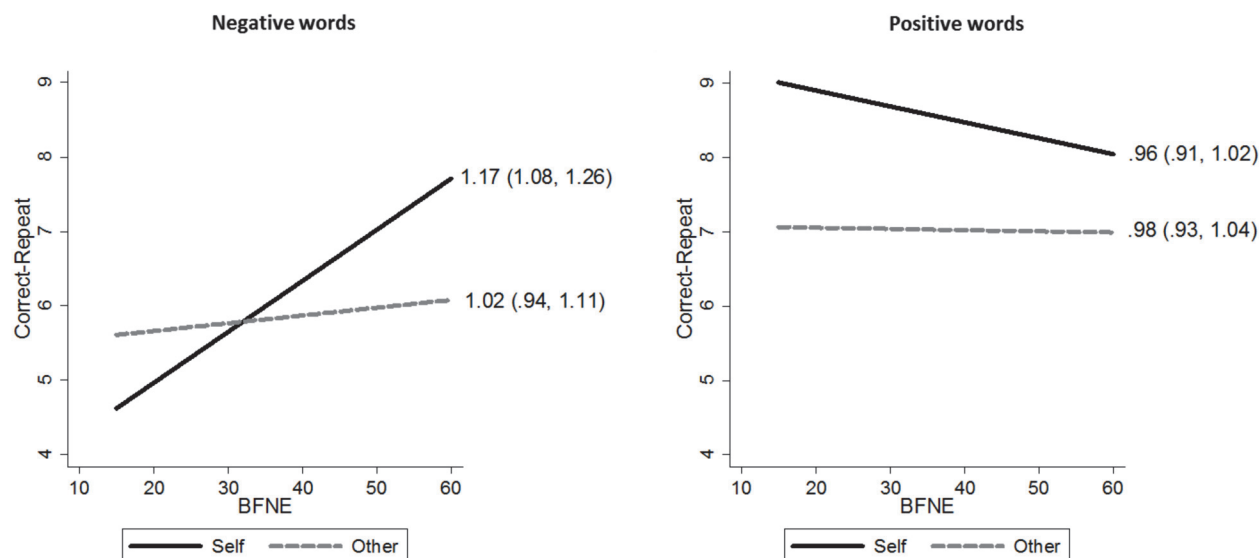 Negative words
9
8
7
6
5
4
Correct-Repeat
1.17 (1.08, 1.26)
1.02 (.94, 1.11)
10 20 30 40 50 60
BFNE
Self Other
Positive words
9
8
7
6
5
4
Correct-Repeat
.96 (.91, 1.02)
.98 (.93, 1.04)
10 20 30 40 50 60
BFNE
Self Other